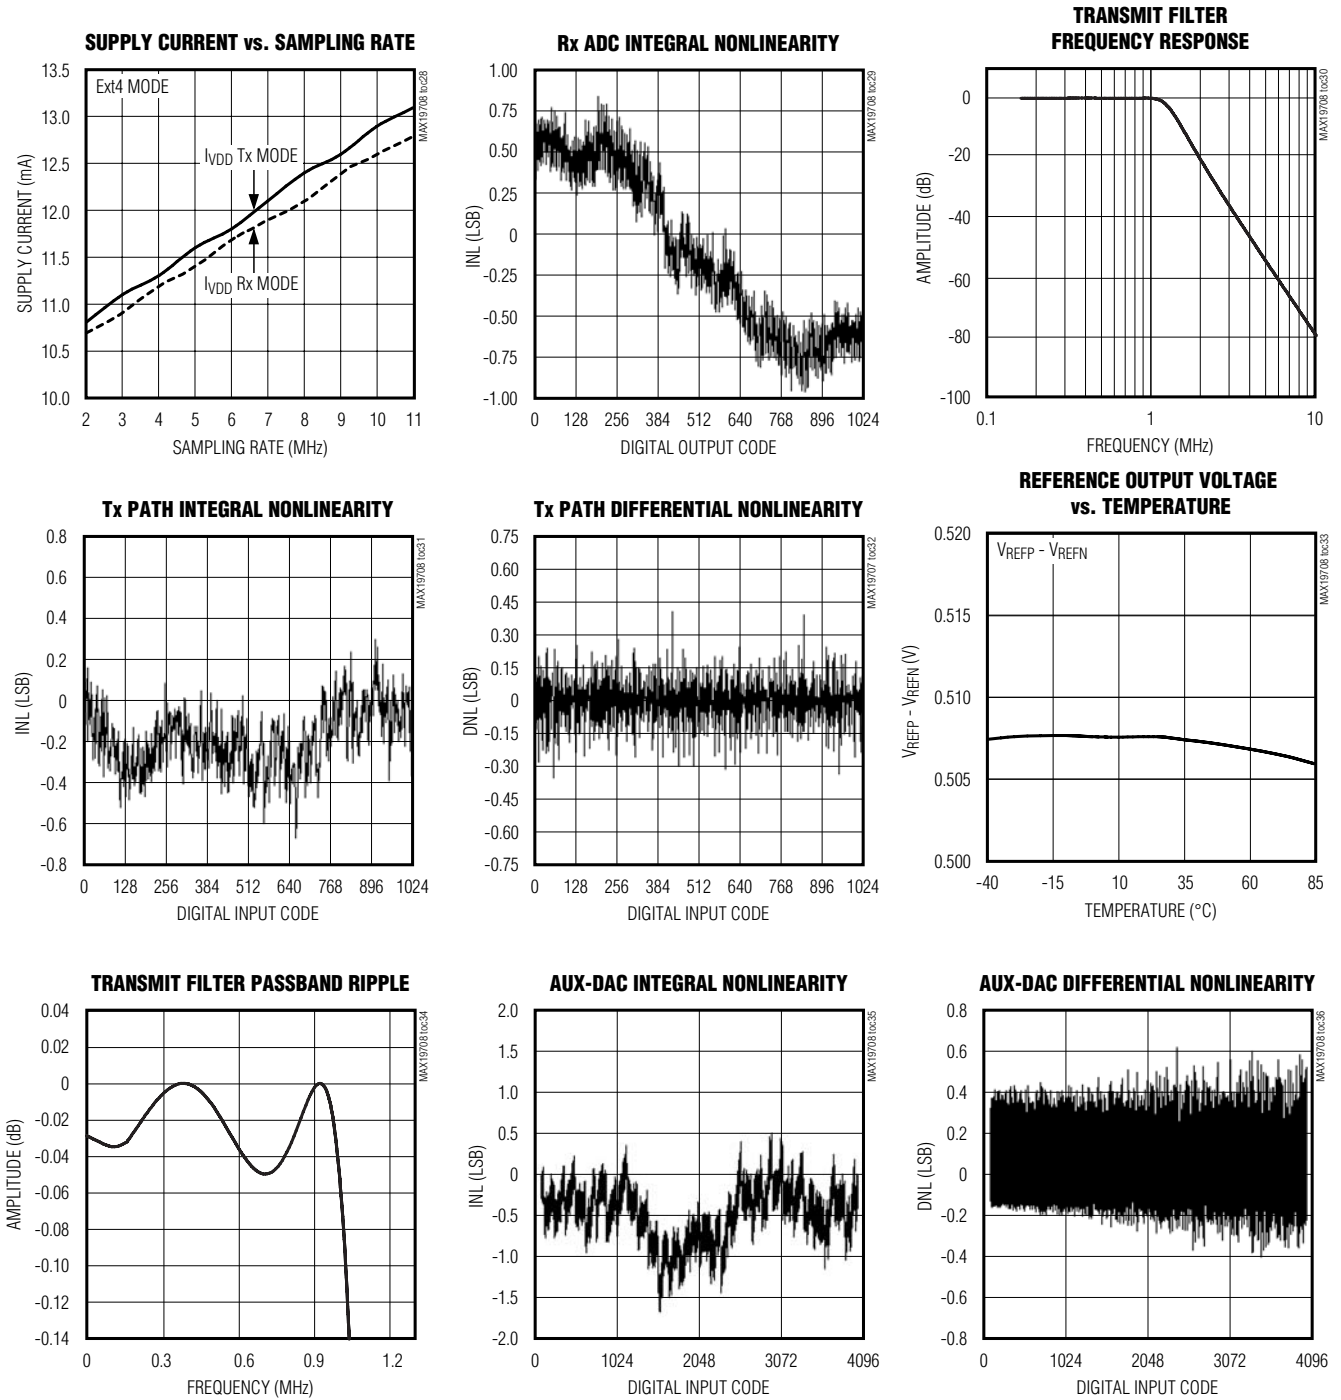 SUPPLY CURRENT vs. SAMPLING RATE
13.5
13.0
12.5
12.0
11.5
11.0
10.5
10.0
SUPPLY CURRENT (mA)
Ext4 MODE
IVDD Tx MODE
IVDD Rx MODE
MAX19708 toc28
2 3 4 5 6 7 8 9 10 11
SAMPLING RATE (MHz)
Rx ADC INTEGRAL NONLINEARITY
1.00
0.75
0.50
0.25
0
-0.25
-0.50
-0.75
-1.00
INL (LSB)
MAX19708 toc29
0 128 256 384 512 640 768 896 1024
DIGITAL OUTPUT CODE
TRANSMIT FILTER
FREQUENCY RESPONSE
0
-20
-40
-60
-80
-100
AMPLITUDE (dB)
MAX19708 toc30
0.1 1 10
FREQUENCY (MHz)
Tx PATH INTEGRAL NONLINEARITY
0.8
0.6
0.4
0.2
0
-0.2
-0.4
-0.6
-0.8
INL (LSB)
MAX19708 toc31
0 128 256 384 512 640 768 896 1024
DIGITAL INPUT CODE
Tx PATH DIFFERENTIAL NONLINEARITY
0.75
0.60
0.45
0.30
0.15
0
-0.15
-0.30
-0.45
-0.60
-0.75
DNL (LSB)
MAX19707 toc32
0 128 256 384 512 640 768 896 1024
DIGITAL INPUT CODE
REFERENCE OUTPUT VOLTAGE
vs. TEMPERATURE
0.520
0.515
0.510
0.505
0.500
VREFP - VREFN (V)
VREFP - VREFN
MAX19708 toc33
-40 -15 10 35 60 85
TEMPERATURE (°C)
TRANSMIT FILTER PASSBAND RIPPLE
0.04
0.02
0
-0.02
-0.04
-0.06
-0.08
-0.10
-0.12
-0.14
AMPLITUDE (dB)
MAX19708 toc34
0 0.3 0.6 0.9 1.2
FREQUENCY (MHz)
AUX-DAC INTEGRAL NONLINEARITY
2.0
1.5
1.0
0.5
0
-0.5
-1.0
-1.5
-2.0
INL (LSB)
MAX19708 toc35
0 1024 2048 3072 4096
DIGITAL INPUT CODE
AUX-DAC DIFFERENTIAL NONLINEARITY
0.8
0.6
0.4
0.2
0
-0.2
-0.4
-0.6
-0.8
DNL (LSB)
MAX19708 toc36
0 1024 2048 3072 4096
DIGITAL INPUT CODE